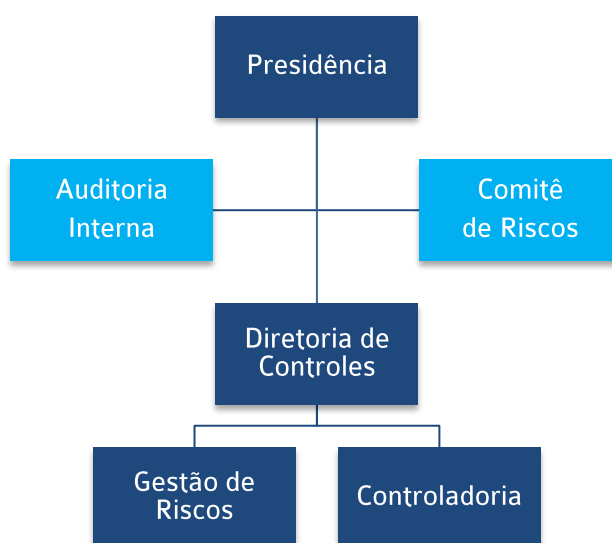 Presidência
Auditoria
Interna
Comitê
de Riscos
Diretoria de
Controles
Gestão de
Riscos
Controladoria